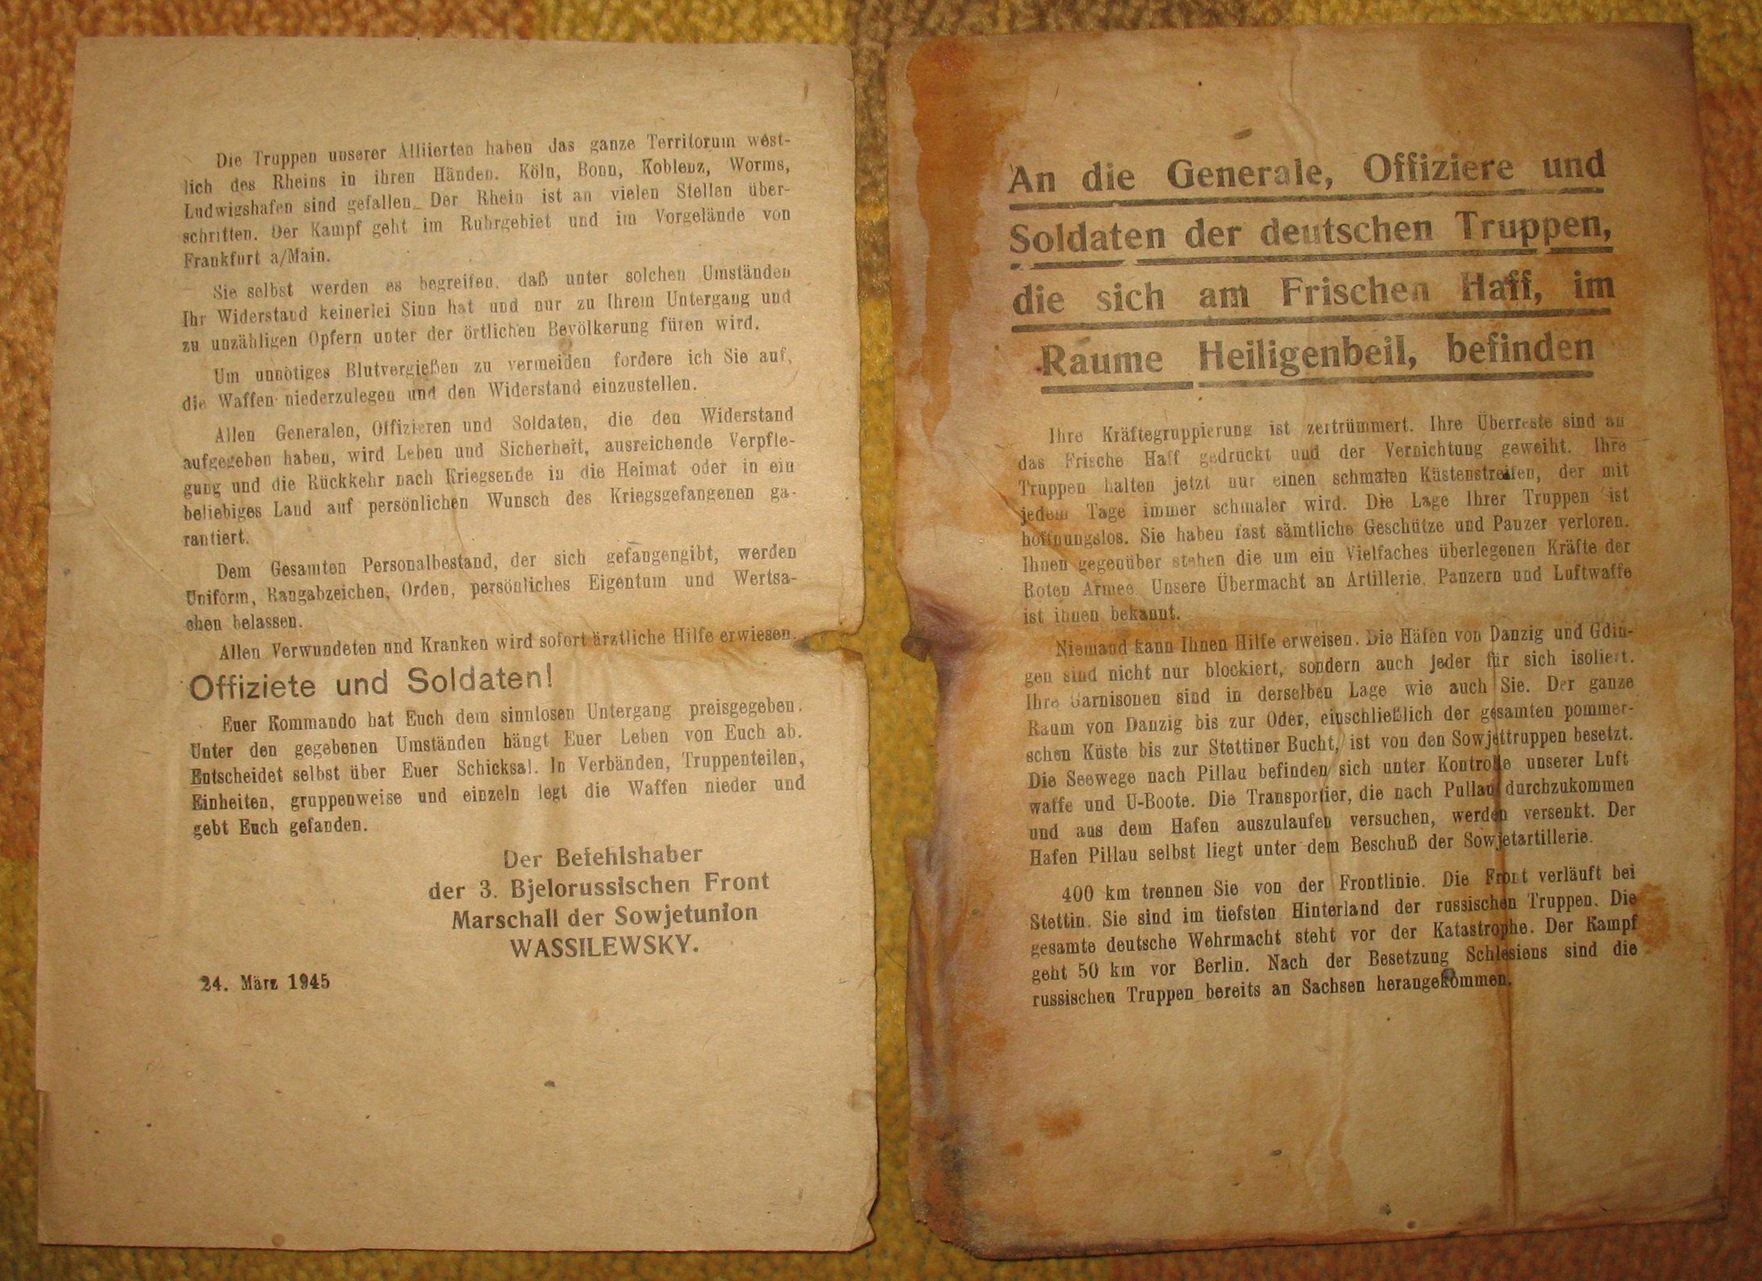 An die Generale, Offiziere und
Soldaten der deutschen Truppen,
die sich am Frischen Haff, im
Raume Heiligenbeil, befinden
Ihre Kräftegruppierung ist zertrümmert. Ihre Überreste sind an
das Frische Haff gedrückt und der Vernichtung geweiht. Ihre
Truppen halten jetzt nur einen schmalen Küstenstreifen, der mit
jedem Tage immer schmaler wird. Die Lage Ihrer Truppen ist
hoffnungslos. Sie haben fast sämtliche Geschütze und Panzer verloren.
Ihnen gegenüber stehen die um ein Vielfaches überlegenen Kräfte der
Roten Armee. Unsere Übermacht an Artillerie, Panzern und Luftwaffe
ist ihnen bekannt.
Niemand kann Ihnen Hilfe erweisen. Die Häfen von Danzig und Gdin-
gen sind nicht nur blockiert, sondern auch jeder für sich isoliert.
Ihre Garnisonen sind in derselben Lage wie auch Sie. Der ganze
Raum von Danzig bis zur Oder, einschließlich der gesamten pommer-
schen Küste bis zur Stettiner Bucht, ist von den Sowjettruppen besetzt.
Die Seewege nach Pillau befinden sich unter Kontrolle unserer Luft
waffe und U-Boote. Die Transportier, die nach Pullau durchzukommen
und aus dem Hafen auszulaufen versuchen, werden versenkt. Der
Hafen Pillau selbst liegt unter dem Beschuß der Sowjetartillerie.
400 km trennen Sie von der Frontlinie. Die Front verläuft bei
Stettin. Sie sind im tiefsten Hinterland der russischen Truppen. Die
gesamte deutsche Wehrmacht steht vor der Katastrophe. Der Kampf
geht 50 km vor Berlin. Nach der Besetzung Schlesiens sind die
russischen Truppen bereits an Sachsen herangekommen.
Die Truppen unserer Alliierten haben das ganze Territorum west-
lich des Rheins in ihren Händen. Köln, Bonn, Koblenz, Worms,
Ludwigshafen sind gefallen. Der Rhein ist an vielen Stellen über-
schritten. Der Kampf geht im Ruhrgebiet und im Vorgelände von
Frankfurt a/Main.
Sie selbst werden es begreifen, daß unter solchen Umständen
Ihr Widerstand keinerlei Sinn hat und nur zu Ihrem Untergang und
zu unzähligen Opfern unter der örtlichen Bevölkerung füren wird.
Um unnötiges Blutvergießen zu vermeiden fordere ich Sie auf,
die Waffen niederzulegen und den Widerstand einzustellen.
Allen Generalen, Offizieren und Soldaten, die den Widerstand
aufgegeben haben, wird Leben und Sicherheit, ausreichende Verpfle-
gung und die Rückkehr nach Kriegsende in die Heimat oder in ein
beliebiges Land auf persönlichen Wunsch des Kriegsgefangenen ga-
rantiert.
Dem Gesamten Personalbestand, der sich gefangengibt, werden
Uniform, Rangabzeichen, Orden, persönliches Eigentum und Wertsa-
chen belassen.
Allen Verwundeten und Kranken wird sofort ärztliche Hilfe erwiesen.
Offiziete und Soldaten!
Euer Kommando hat Euch dem sinnlosen Untergang preisgegeben.
Unter den gegebenen Umständen hängt Euer Leben von Euch ab.
Entscheidet selbst über Euer Schicksal. In Verbänden, Truppenteilen,
Einheiten, gruppenweise und einzeln legt die Waffen nieder und
gebt Euch gefanden.
Der Befehlshaber
der 3. Bjelorussischen Front
Marschall der Sowjetunion
WASSILEWSKY.
24. März 1945